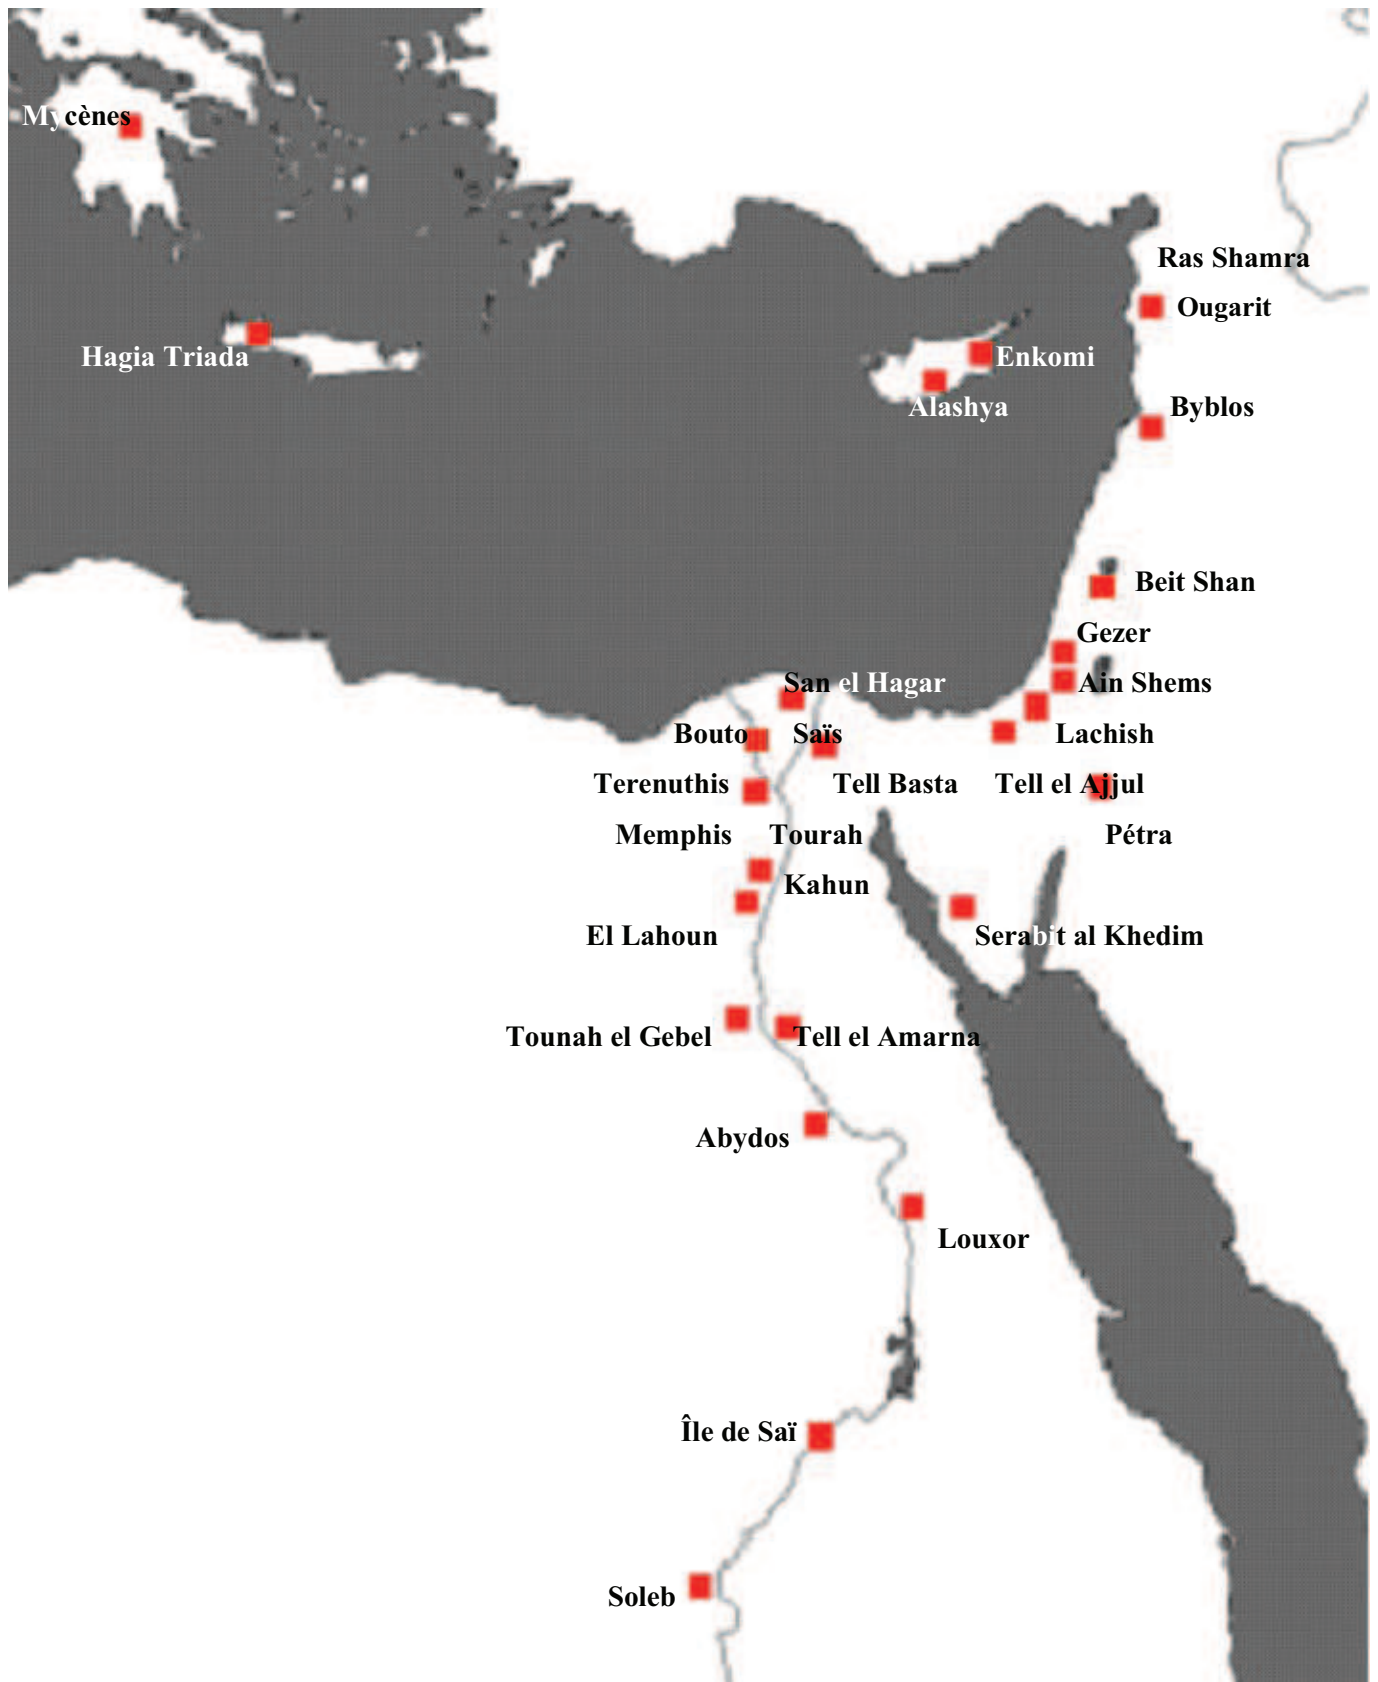 Mycènes
Ras Shamra
Ougarit
Hagia Triada
Enkomi
Alashya
Byblos
Beit Shan
Gezer
San el Hagar
Ain Shems
Bouto
Saïs
Lachish
Terenuthis
Tell Basta
Tell el Ajjul
Memphis
Tourah
Pétra
Kahun
El Lahoun
Serabit al Khedim
Tounah el Gebel
Tell el Amarna
Abydos
Louxor
Île de Saï
Soleb